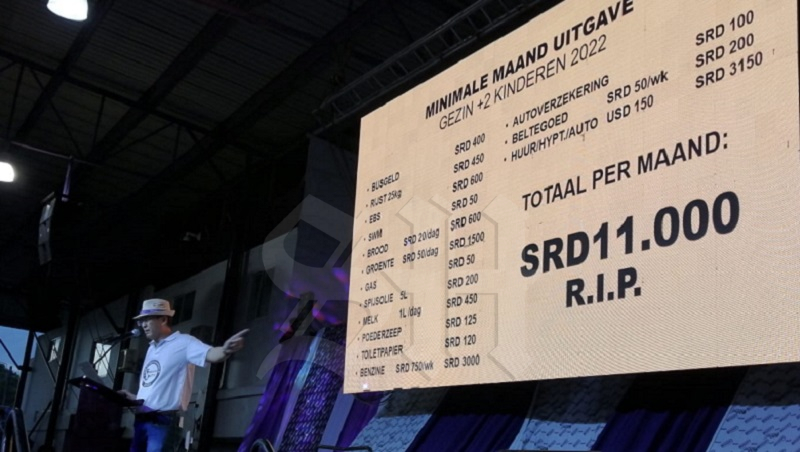 MINIMALE MAAND UITGAVE
GEZIN +2 KINDEREN 2022
• BUSGELD SRD 400
• RIJST 25kg SRD 450
• EBS SRD 600
• SWM SRD 50
• BROOD SRD 20/dag SRD 600
• GROENTE SRD 50/dag SRD 1500
• GAS SRD 50
• SPIJSOLIE 5L SRD 200
• MELK 1L/dag SRD 450
• POEDERZEEP SRD 125
• TOILETPAPIER SRD 120
• BENZINE SRD 750/wk SRD 3000
• AUTOVERZEKERING SRD 100
• BELTEGOED SRD 50/wk SRD 200
• HUUR/HYPT./AUTO USD 150 SRD 3150
TOTAAL PER MAAND:
SRD11.000
R.I.P.